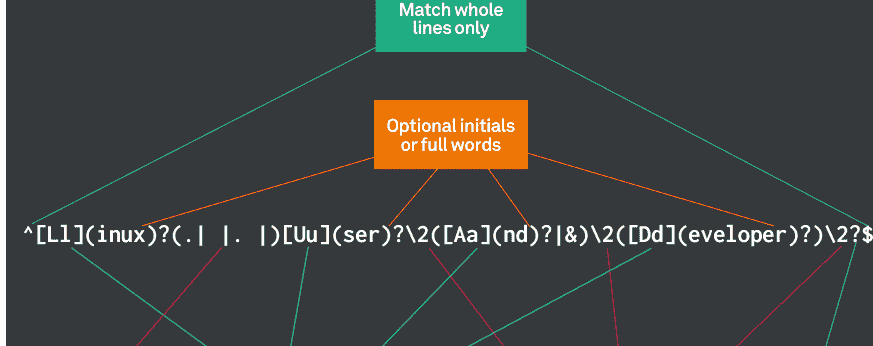 Match whole
lines only
Optional initials
or full words
^[Ll](inux)?(.| |. |)[Uu](ser)?\2([Aa](nd)?|&)\2([Dd](eveloper)?)\2?$